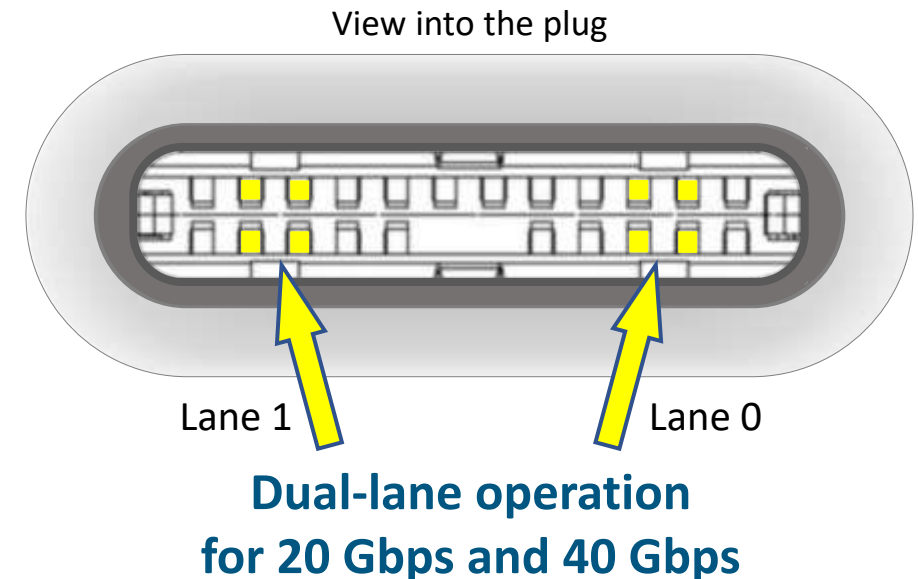 View into the plug
Lane 1
Lane 0
Dual-lane operation
for 20 Gbps and 40 Gbps